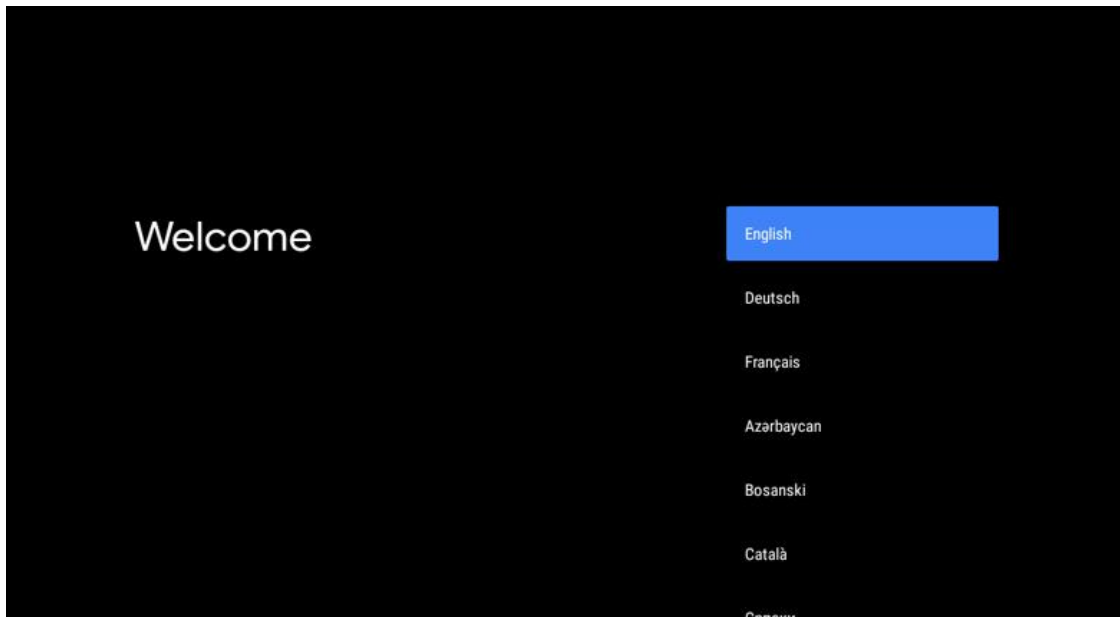 Welcome
English
Deutsch
Français
Azərbaycan
Bosanski
Català